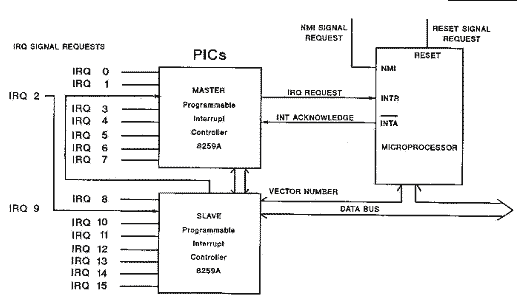 NMI SIGNAL
REQUEST
RESET SIGNAL
REQUEST
IRQ SIGNAL REQUESTS
PICs
RESET
NMI
IRQ 0
IRQ 1
IRQ 2
IRQ 3
IRQ 4
IRQ 5
IRQ 6
IRQ 7
MASTER
Programmable
Interrupt
Controller
8259A
IRQ REQUEST
INTR
INT ACKNOWLEDGE
INTA
MICROPROCESSOR
VECTOR NUMBER
DATA BUS
IRQ 8
IRQ 9
IRQ 10
IRQ 11
IRQ 12
IRQ 13
IRQ 14
IRQ 15
SLAVE
Programmable
Interrupt
Controller
8259A